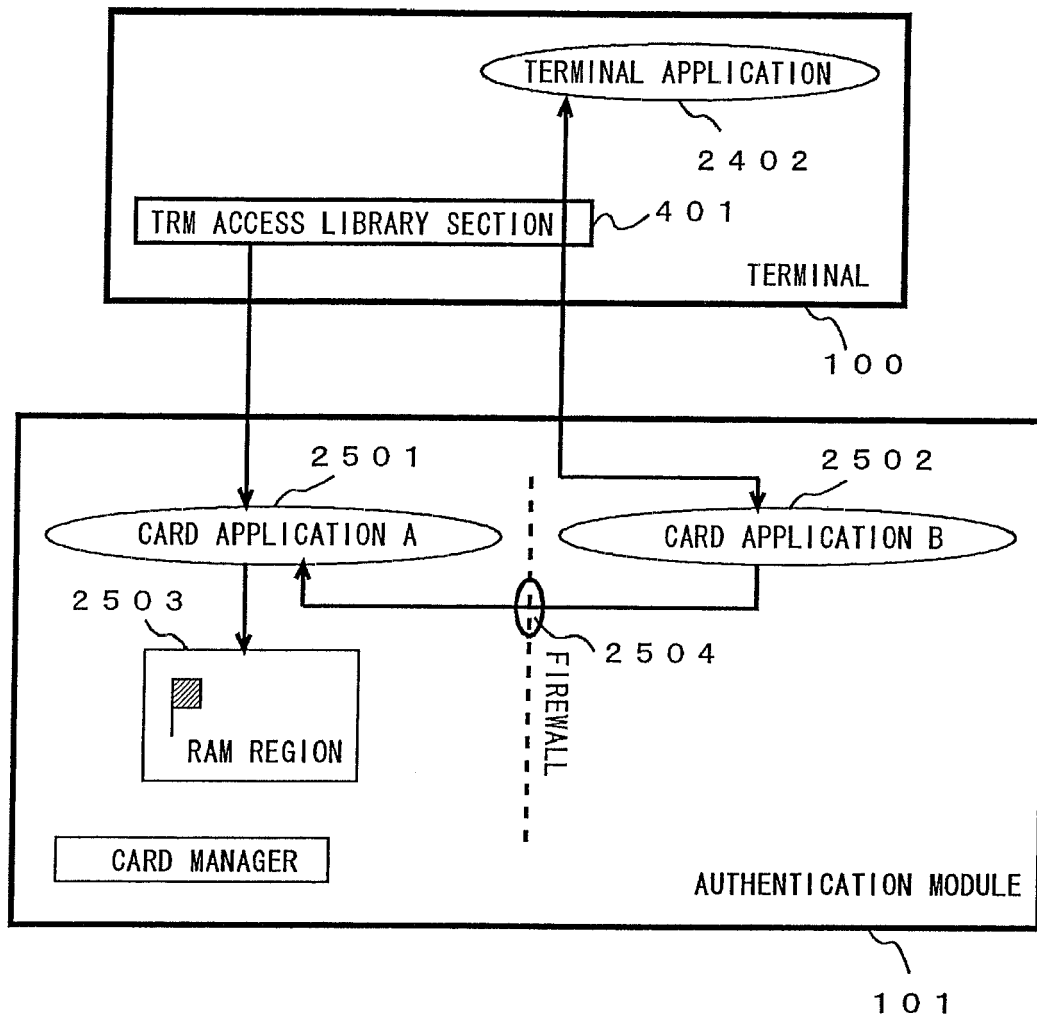 TERMINAL APPLICATION
2402
TRM ACCESS LIBRARY SECTION
401
TERMINAL
100
2501
2502
CARD APPLICATION A
CARD APPLICATION B
2503
2504
FIREWALL
RAM REGION
CARD MANAGER
AUTHENTICATION MODULE
101